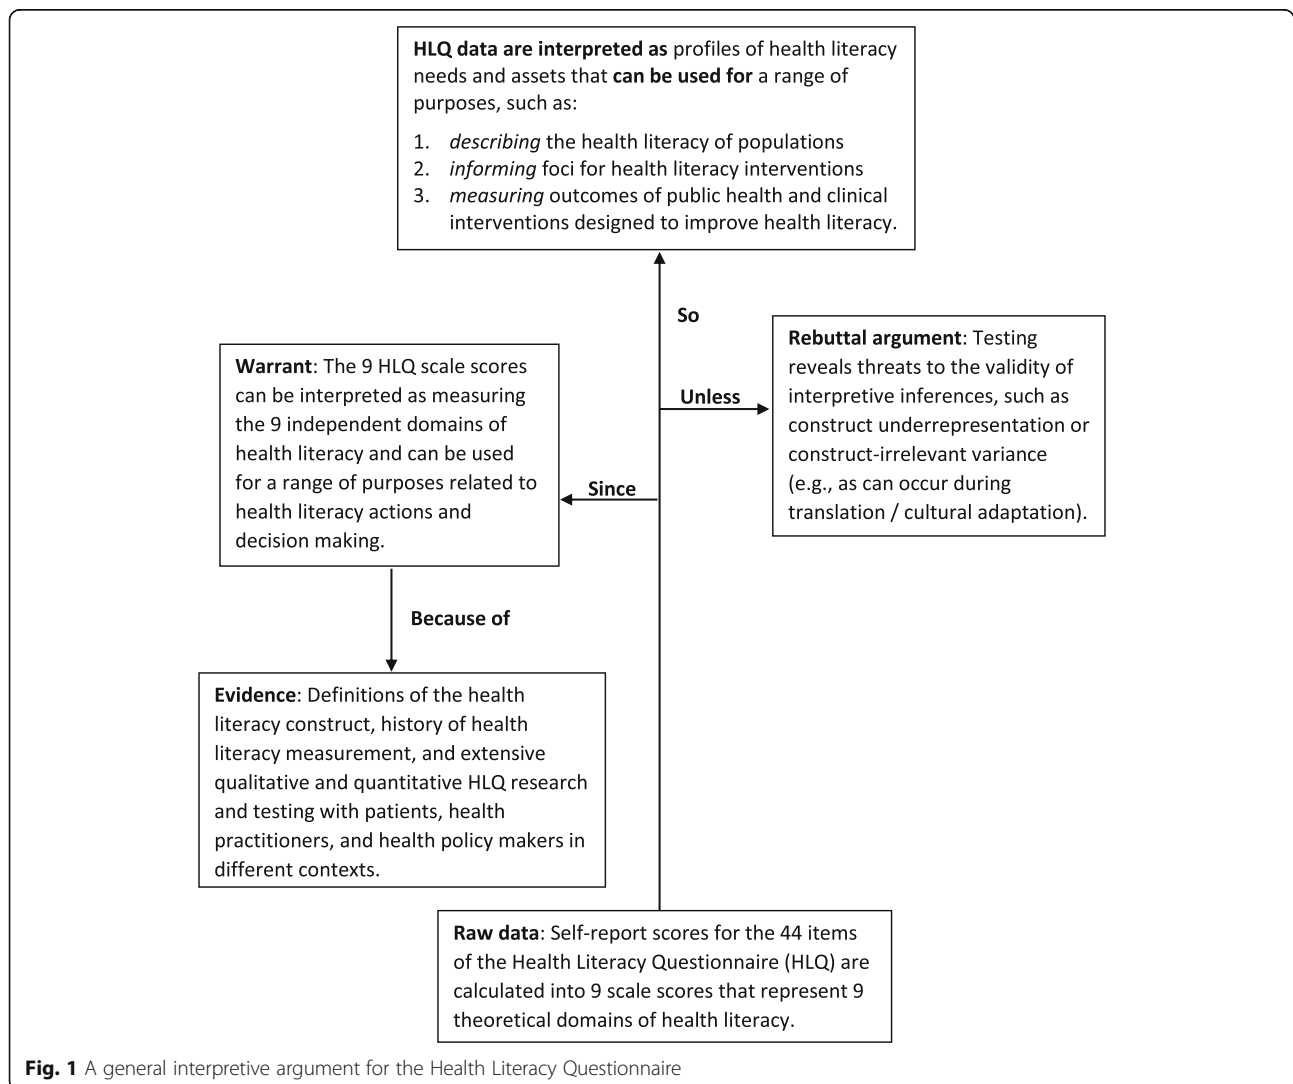 HLQ data are interpreted as profiles of health literacy
needs and assets that can be used for a range of
purposes, such as:
1. describing the health literacy of populations
2. informing foci for health literacy interventions
3. measuring outcomes of public health and clinical
interventions designed to improve health literacy.
So
Rebuttal argument: Testing
reveals threats to the validity of
interpretive inferences, such as
construct underrepresentation or
construct-irrelevant variance
(e.g., as can occur during
translation / cultural adaptation).
Unless
Warrant: The 9 HLQ scale scores
can be interpreted as measuring
the 9 independent domains of
health literacy and can be used
for a range of purposes related to
health literacy actions and
decision making.
Since
Because of
Evidence: Definitions of the health
literacy construct, history of health
literacy measurement, and extensive
qualitative and quantitative HLQ research
and testing with patients, health
practitioners, and health policy makers in
different contexts.
Raw data: Self-report scores for the 44 items
of the Health Literacy Questionnaire (HLQ) are
calculated into 9 scale scores that represent 9
theoretical domains of health literacy.
Fig. 1 A general interpretive argument for the Health Literacy Questionnaire